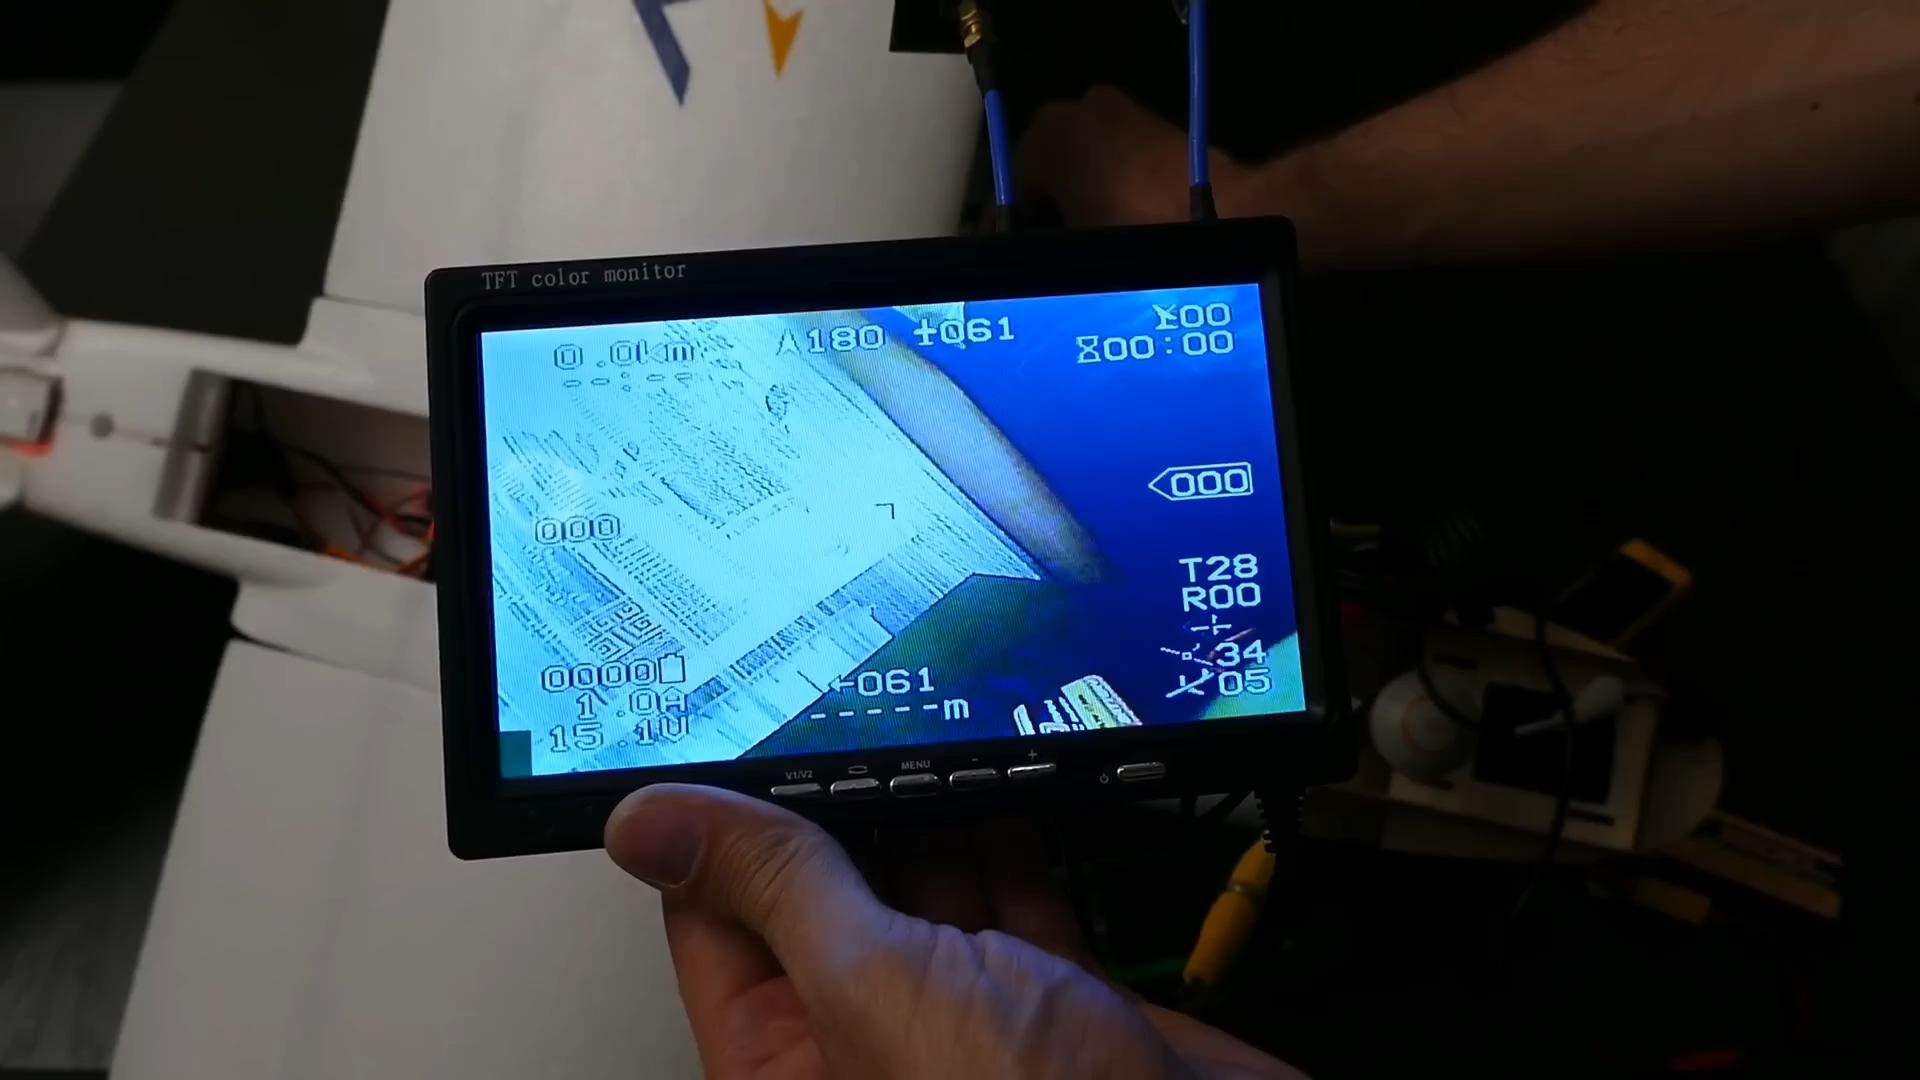 TFT color monitor
00
0.0km
180
+061
00:00
--:--
000
000
T28
R00
34
0000
+061
05
1.0A
-----m
15.1V
V1/V2
MENU
-
+